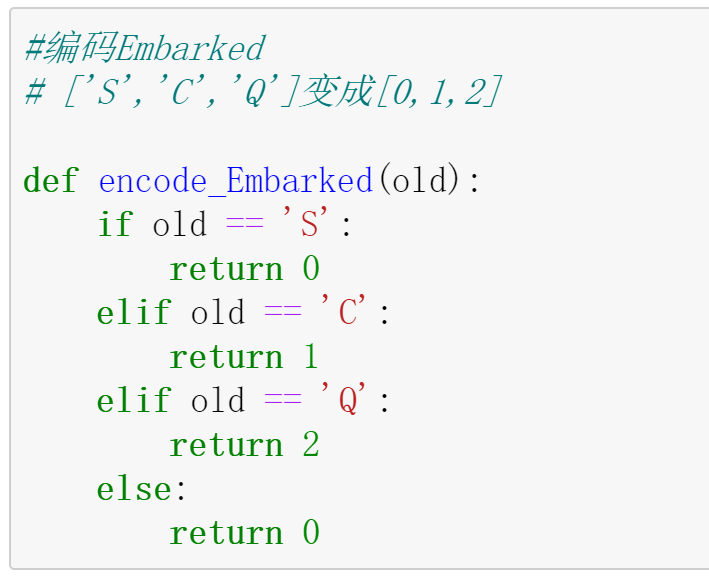 #编码Embarked
# ['S','C','Q']变成[0,1,2]
def encode_Embarked(old):
    if old == 'S':
        return 0
    elif old == 'C':
        return 1
    elif old == 'Q':
        return 2
    else:
        return 0